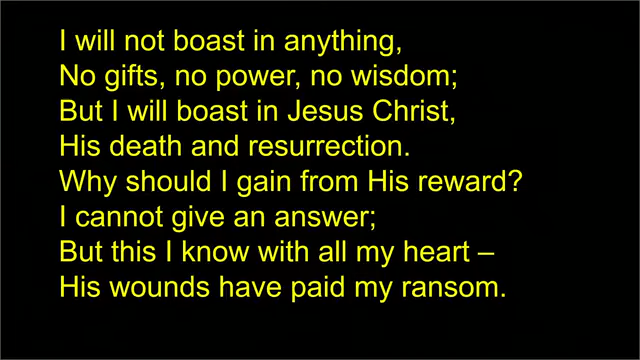 I will not boast in anything,
No gifts, no power, no wisdom;
But I will boast in Jesus Christ,
His death and resurrection.
Why should I gain from His reward?
I cannot give an answer;
But this I know with all my heart –
His wounds have paid my ransom.